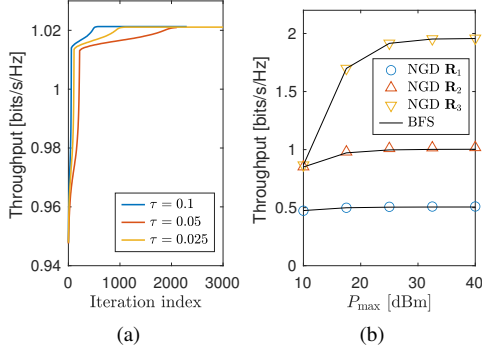 1.02
1
0.98
0.96
0.94
Throughput [bits/s/Hz]
τ = 0.1
τ = 0.05
τ = 0.025
0 1000 2000 3000
Iteration index
(a)
2
1.5
1
0.5
0
Throughput [bits/s/Hz]
NGD R₁
NGD R₂
NGD R₃
BFS
10 20 30 40
P_max [dBm]
(b)